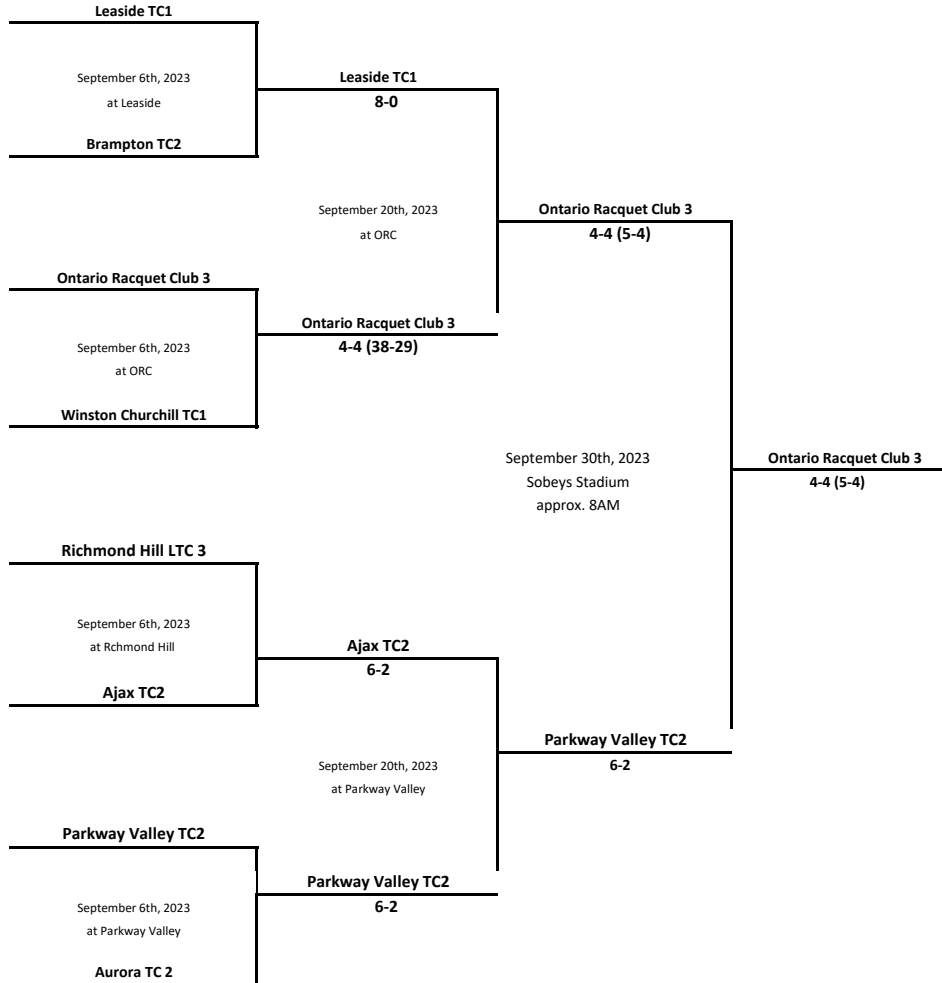 Leaside TC1
September 6th, 2023
at Leaside
Brampton TC2
Leaside TC1
8-0
September 20th, 2023
at ORC
Ontario Racquet Club 3
4-4 (5-4)
Ontario Racquet Club 3
September 6th, 2023
at ORC
Winston Churchill TC1
Ontario Racquet Club 3
4-4 (38-29)
September 30th, 2023
Sobeys Stadium
approx. 8AM
Ontario Racquet Club 3
4-4 (5-4)
Richmond Hill LTC 3
September 6th, 2023
at Rchmond Hill
Ajax TC2
Ajax TC2
6-2
September 20th, 2023
at Parkway Valley
Parkway Valley TC2
6-2
Parkway Valley TC2
September 6th, 2023
at Parkway Valley
Aurora TC 2
Parkway Valley TC2
6-2